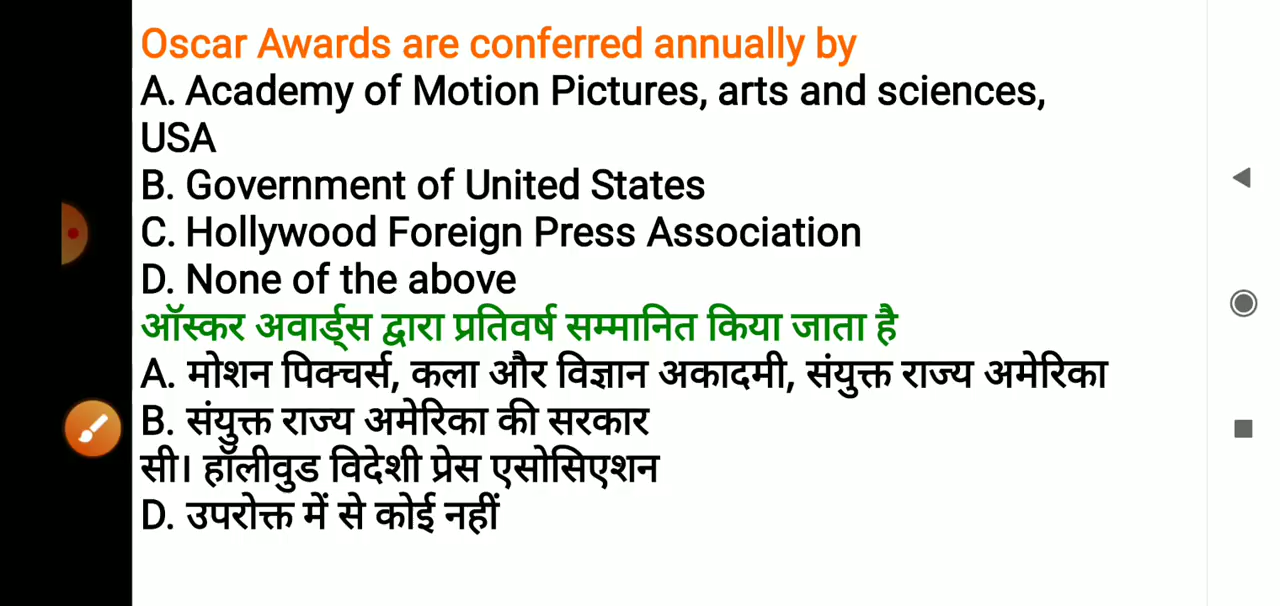 Oscar Awards are conferred annually by
A. Academy of Motion Pictures, arts and sciences,
USA
B. Government of United States
C. Hollywood Foreign Press Association
D. None of the above
ऑस्कर अवार्ड्स द्वारा प्रतिवर्ष सम्मानित किया जाता है
A. मोशन पिक्चर्स, कला और विज्ञान अकादमी, संयुक्त राज्य अमेरिका
B. संयुक्त राज्य अमेरिका की सरकार
सी। हॉलीवुड विदेशी प्रेस एसोसिएशन
D. उपरोक्त में से कोई नहीं